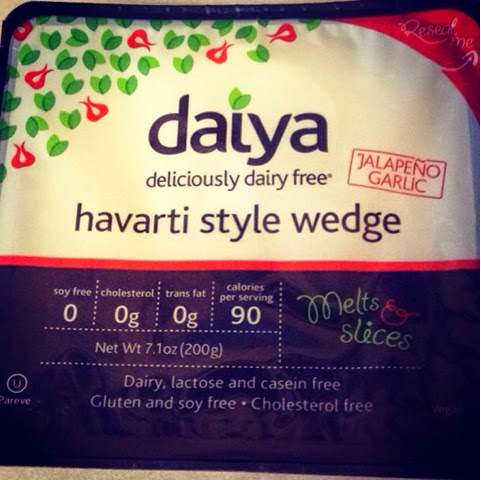 Reseal me
daiya
deliciously dairy free®
JALAPEÑO
GARLIC
havarti style wedge
soy free
0
cholesterol
0g
trans fat
0g
calories
per serving
90
Melts &
slices
Net Wt 7.1oz (200g)
Dairy, lactose and casein free
Gluten and soy free • Cholesterol free
U
Pareve
Vegan